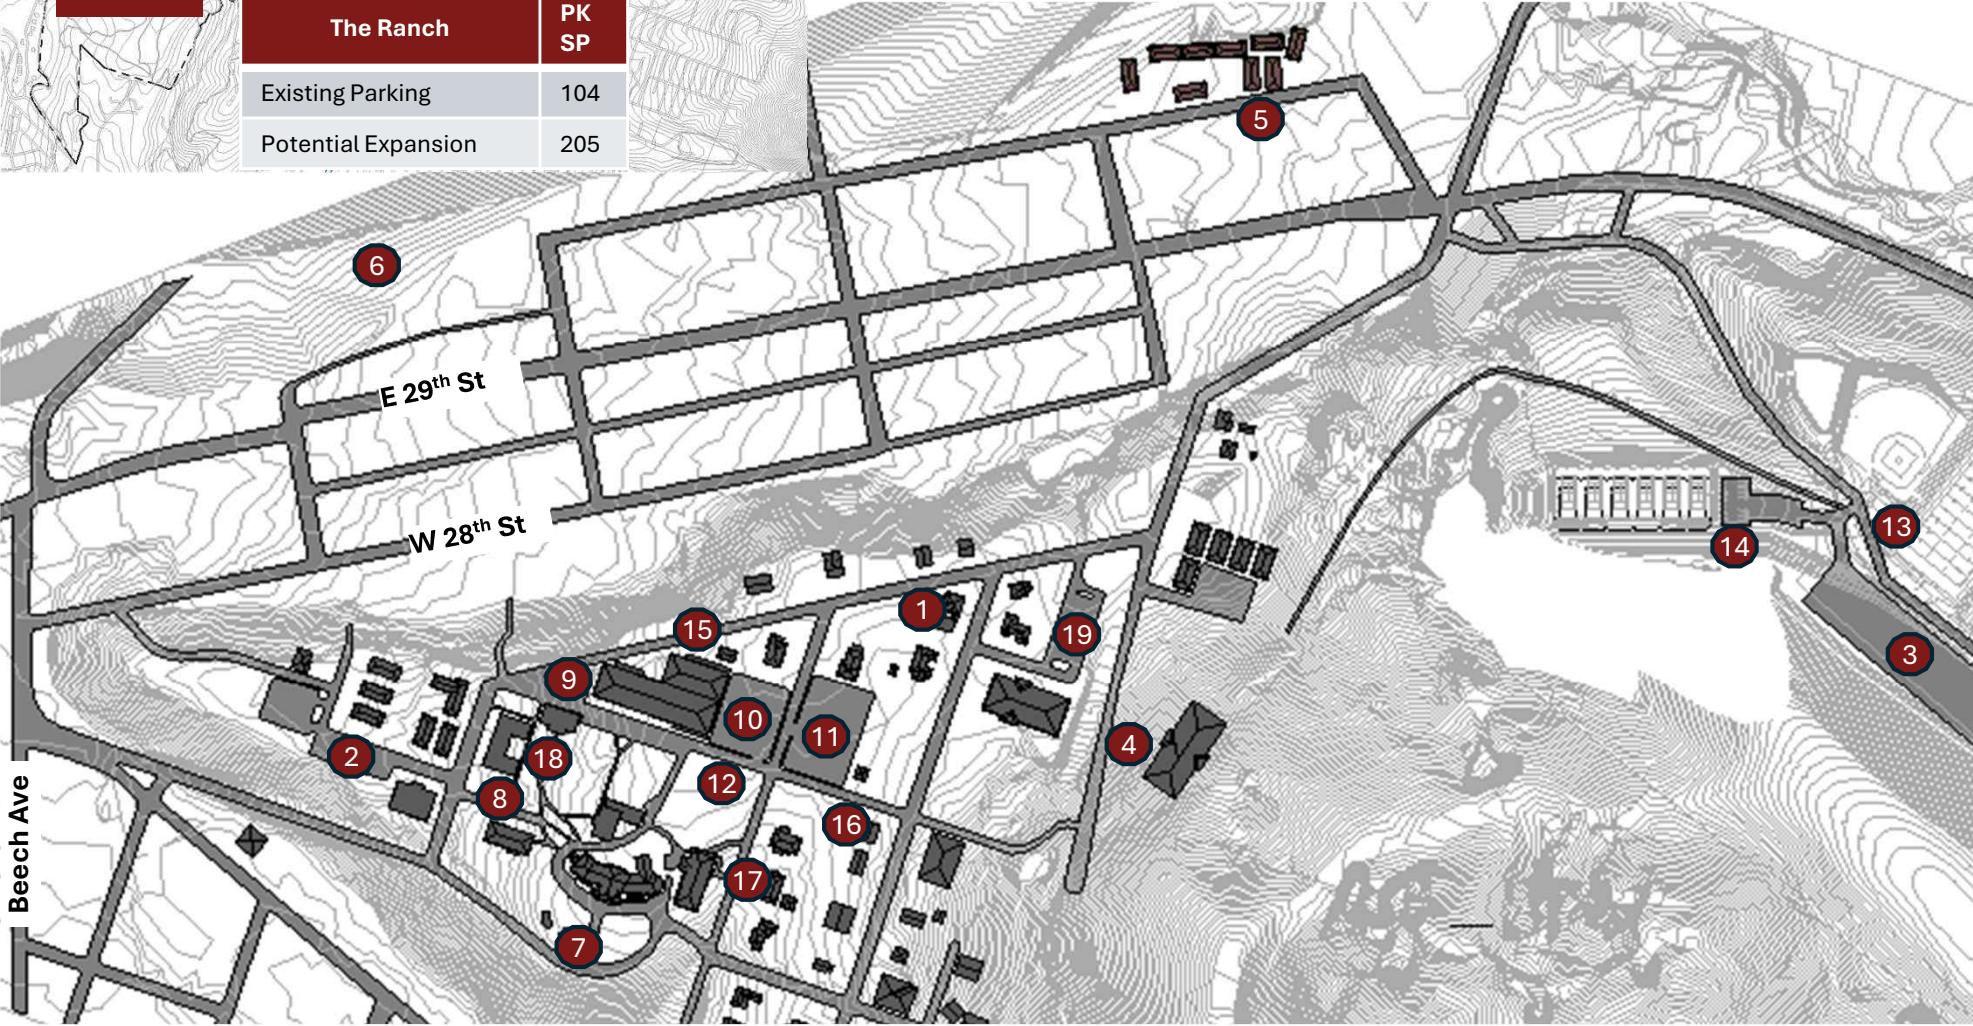 The Ranch
PK
SP
Existing Parking
104
Potential Expansion
205
5
6
E 29th St
W 28th St
13
14
1
15
19
3
9
10
11
4
2
18
12
8
16
17
7
Beech Ave